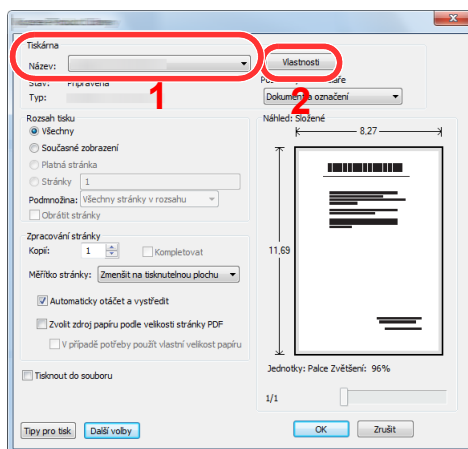 Tiskárna
Název:
Vlastnosti
1
2
Stav: Připravena
Typ:
Dokument a označení
Rozsah tisku
Všechny
Současné zobrazení
Platná stránka
Stránky 1
Podmnožina: Všechny stránky v rozsahu
Obrátit stránky
Zpracování stránky
Kopií: 1 Kompletovat
Měřítko stránky: Zmenšit na tisknutelnou plochu
Automaticky otáčet a vystředit
Zvolit zdroj papíru podle velikosti stránky PDF
V případě potřeby použít vlastní velikost papíru
Tisknout do souboru
Náhled: Složené
8,27
11,69
Jednotky: Palce Zvětšení: 96%
1/1
Tipy pro tisk
Další volby
OK
Zrušit